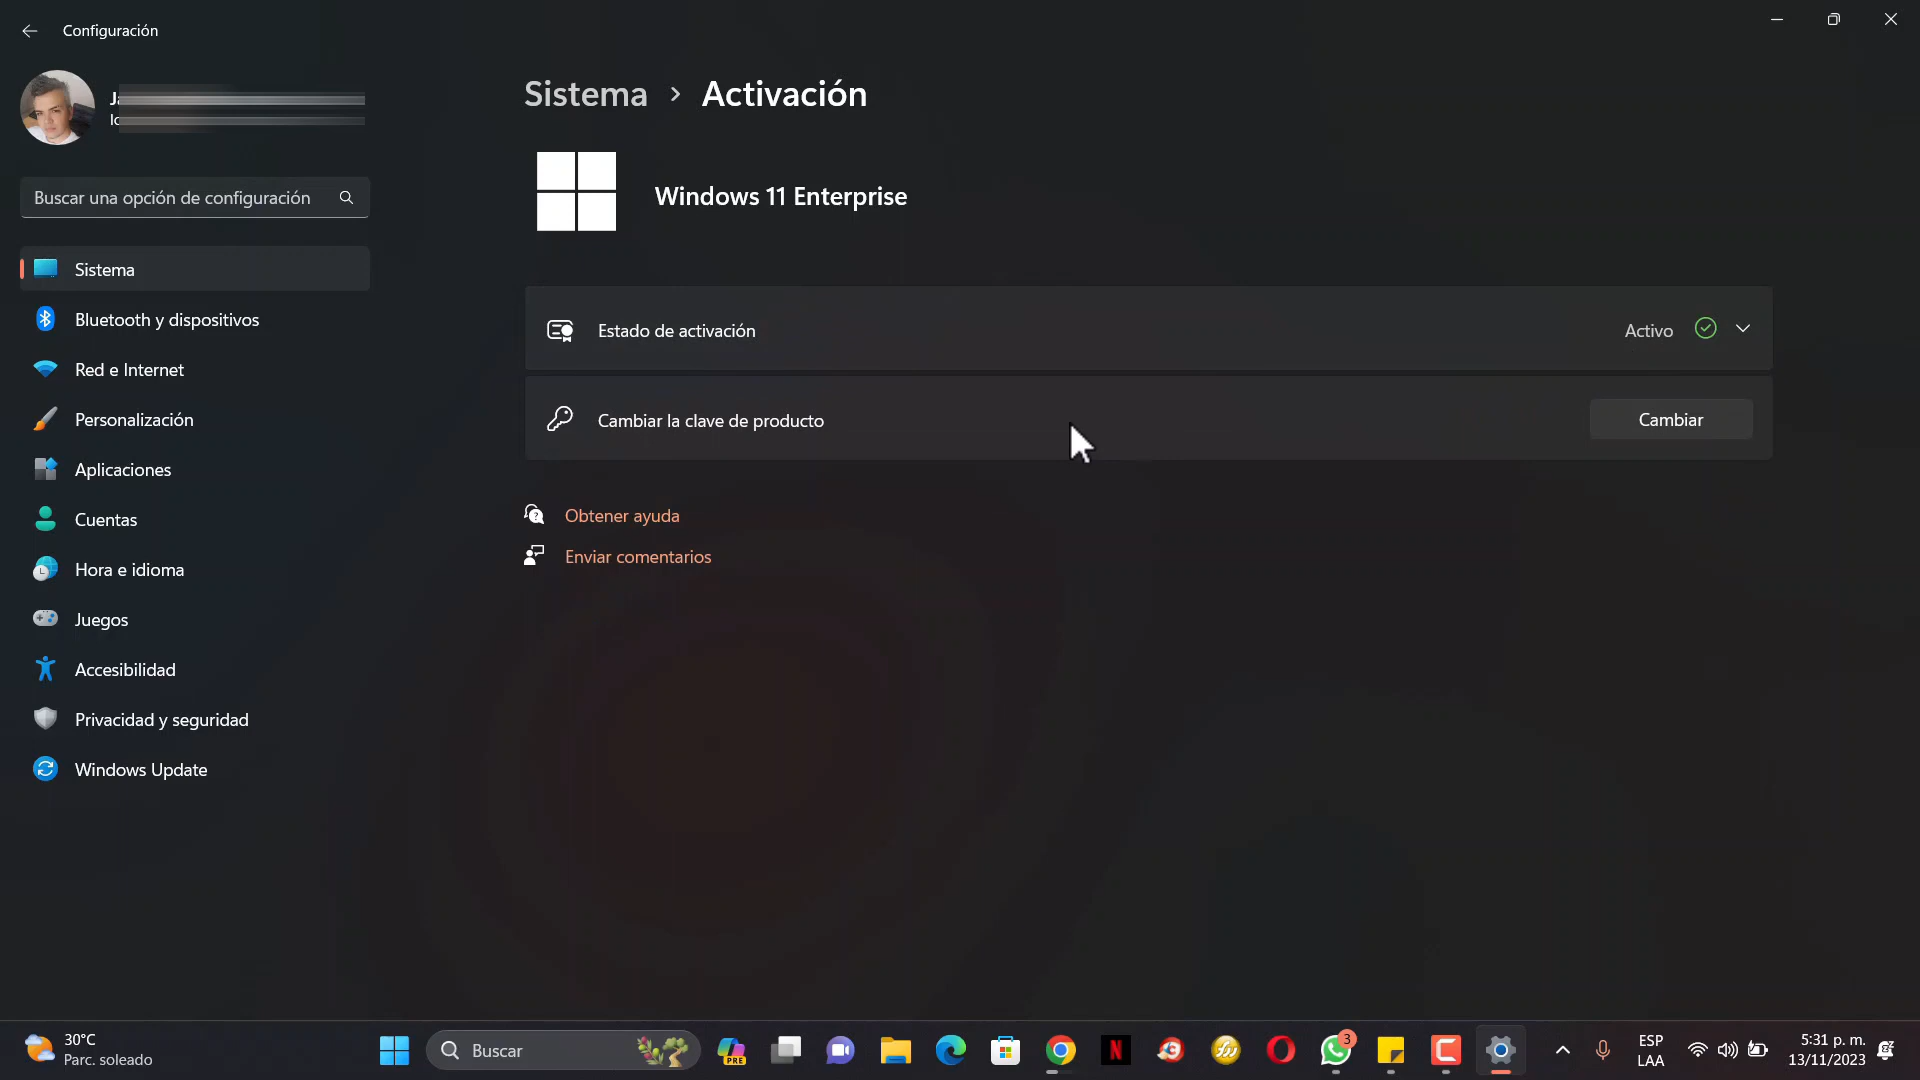 Configuración
Sistema > Activación
Buscar una opción de configuración
Windows 11 Enterprise
Sistema
Bluetooth y dispositivos
Red e Internet
Personalización
Aplicaciones
Cuentas
Hora e idioma
Juegos
Accesibilidad
Privacidad y seguridad
Windows Update
Estado de activación
Activo
Cambiar la clave de producto
Cambiar
Obtener ayuda
Enviar comentarios
30°C
Parc. soleado
Buscar
PRE
3
ESP
LAA
5:31 p. m.
13/11/2023